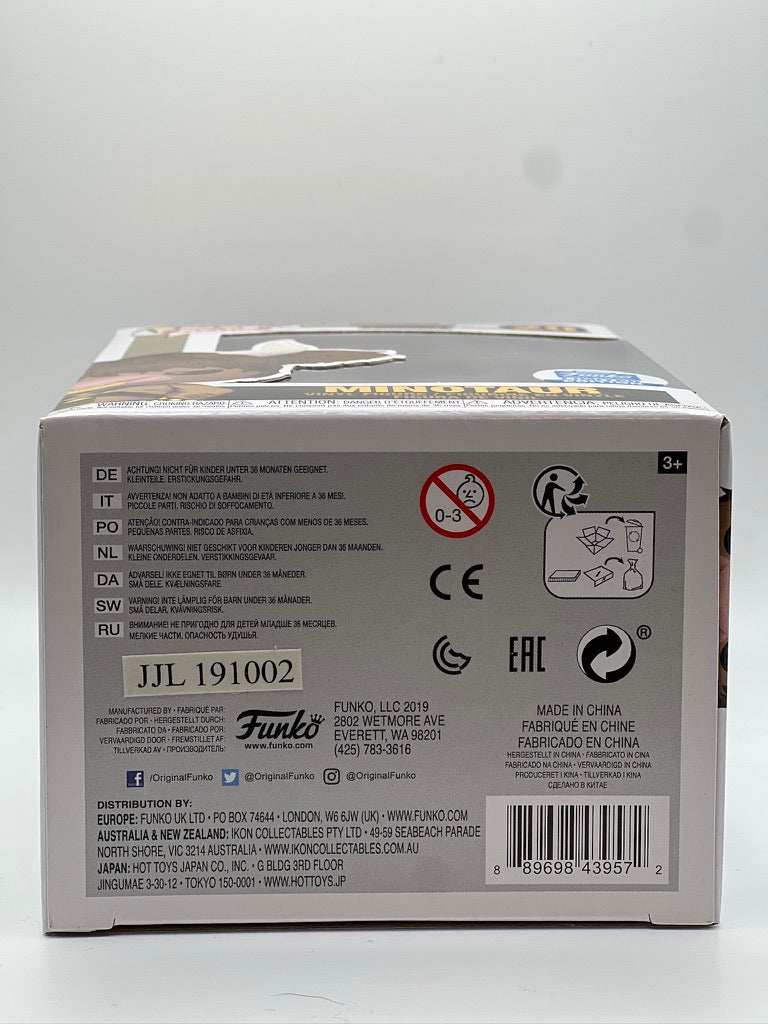 MINOTAUR
WARNING: CHOKING HAZARD
ATTENTION: DANGER D'ÉTOUFFEMENT
ADVERTENCIA: PELIGRO DE
3+
DE ACHTUNG! NICHT FÜR KINDER UNTER 36 MONATEN GEEIGNET.
KLEINTEILE. ERSTICKUNGSGEFAHR.
IT AVVERTENZA! NON ADATTO A BAMBINI DI ETÀ INFERIORE A 36 MESI.
PICCOLE PARTI. RISCHIO DI SOFFOCAMENTO.
PO ATENÇÃO! CONTRA-INDICADO PARA CRIANÇAS COM MENOS DE 36 MESES.
PEQUENAS PARTES. RISCO DE ASFIXIA.
NL WAARSCHUWING! NIET GESCHIKT VOOR KINDEREN JONGER DAN 36 MAANDEN.
KLEINE ONDERDELEN. VERSTIKKINGSGEVAAR.
DA ADVARSEL! IKKE EGNET TIL BØRN UNDER 36 MÅNEDER.
SMÅ DELE. KVÆLNINGSFARE.
SW VARNING! INTE LÄMPLIG FÖR BARN UNDER 36 MÅNADER.
SMÅ DELAR. KVÄVNINGSRISK.
RU ВНИМАНИЕ! НЕ ПРИГОДНО ДЛЯ ДЕТЕЙ МЛАДШЕ 36 МЕСЯЦЕВ.
МЕЛКИЕ ЧАСТИ. ОПАСНОСТЬ УДУШЬЯ.
0-3
CE
EAC
®
JJL 191002
MANUFACTURED BY • FABRIQUÉ PAR:
FABRICADO POR • HERGESTELLT DURCH:
FABBRICATO DA • FABRICADO POR:
VERVAARDIGD DOOR • FREMSTILLET AF:
TILLVERKAD AV • ПРОИЗВОДИТЕЛЬ:
Funko
www.funko.com
FUNKO, LLC 2019
2802 WETMORE AVE
EVERETT, WA 98201
(425) 783-3616
MADE IN CHINA
FABRIQUÉ EN CHINE
FABRICADO EN CHINA
HERGESTELLT IN CHINA • FABBRICATO IN CINA
FABRICADO NA CHINA • VERVAARDIGD IN CHINA
PRODUCERET I KINA • TILLVERKAD I KINA
СДЕЛАНО В КИТАЕ
/OriginalFunko @OriginalFunko @OriginalFunko
DISTRIBUTION BY:
EUROPE: FUNKO UK LTD • PO BOX 74644 • LONDON, W6 6JW (UK) • WWW.FUNKO.COM
AUSTRALIA & NEW ZEALAND: IKON COLLECTABLES PTY LTD • 49-59 SEABEACH PARADE
NORTH SHORE, VIC 3214 AUSTRALIA • WWW.IKONCOLLECTABLES.COM.AU
JAPAN: HOT TOYS JAPAN CO., INC. • G BLDG 3RD FLOOR
JINGUMAE 3-30-12 • TOKYO 150-0001 • WWW.HOTTOYS.JP
8 89698 43957 2